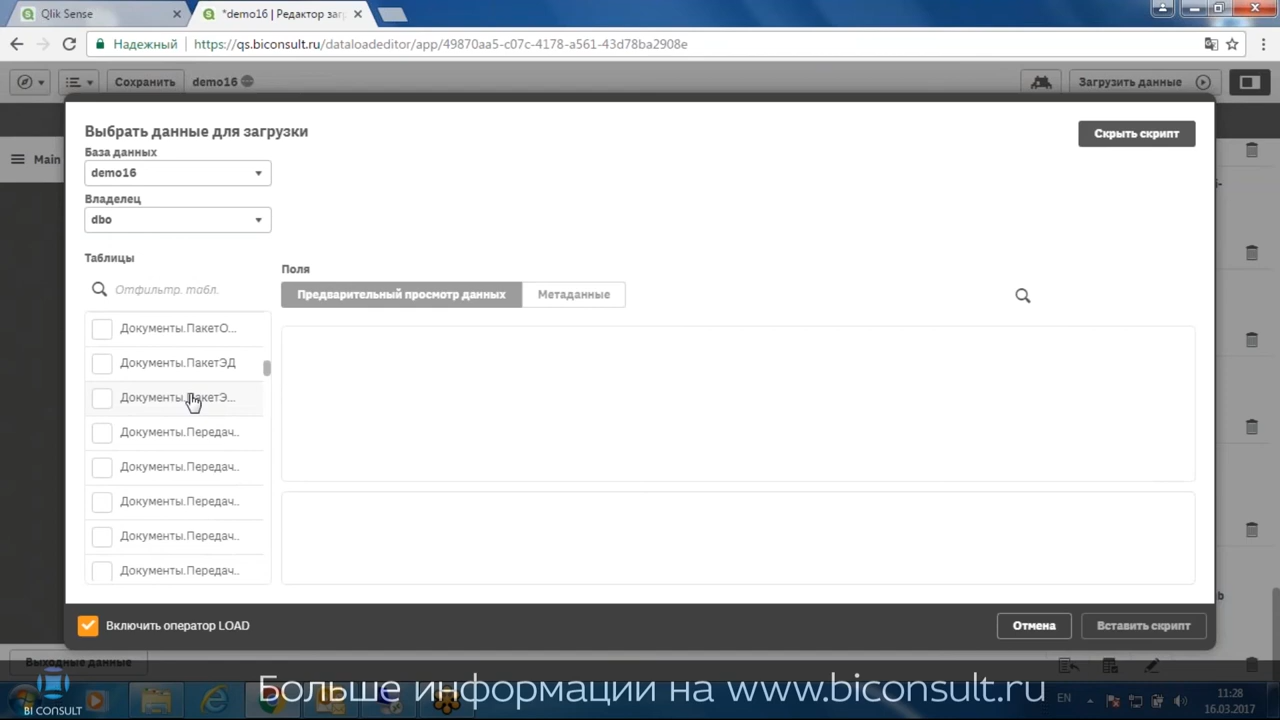 Qlik Sense
*demo16 | Редактор заг
Надежный
https://qs.biconsult.ru/dataloadeditor/app/49870aa5-c07c-4178-a561-43d78ba2908e
Сохранить
demo16
Загрузить данные
Main
Выбрать данные для загрузки
Скрыть скрипт
База данных
demo16
Владелец
dbo
Таблицы
Поля
Отфильтр. табл.
Предварительный просмотр данных
Метаданные
Документы.ПакетО...
Документы.ПакетЭД
Документы.ПакетЭ...
Документы.Передач..
Документы.Передач..
Документы.Передач..
Документы.Передач..
Документы.Передач..
Включить оператор LOAD
Отмена
Вставить скрипт
Выходные данные
Больше информации на www.biconsult.ru
BI CONSULT
EN
11:28
16.03.2017